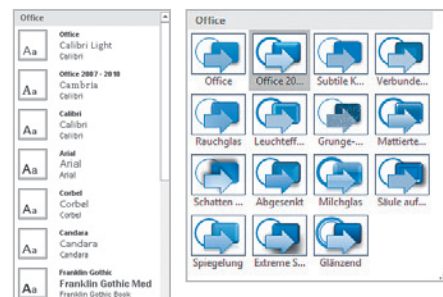 Office
Office
Aa
Calibri Light
Calibri
Office 2007 - 2010
Aa
Cambria
Calibri
Calibri
Aa
Calibri
Calibri
Arial
Aa
Arial
Arial
Corbel
Aa
Corbel
Corbel
Candara
Aa
Candara
Candara
Franklin Gothic
Aa
Franklin Gothic Med
Franklin Gothic Book
Office
Office Office 20... Subtile K... Verbunde...
Rauchglas Leuchteff... Grunge-... Mattierte...
Schatten ... Abgesenkt Milchglas Säule auf...
Spiegelung Extreme S... Glänzend